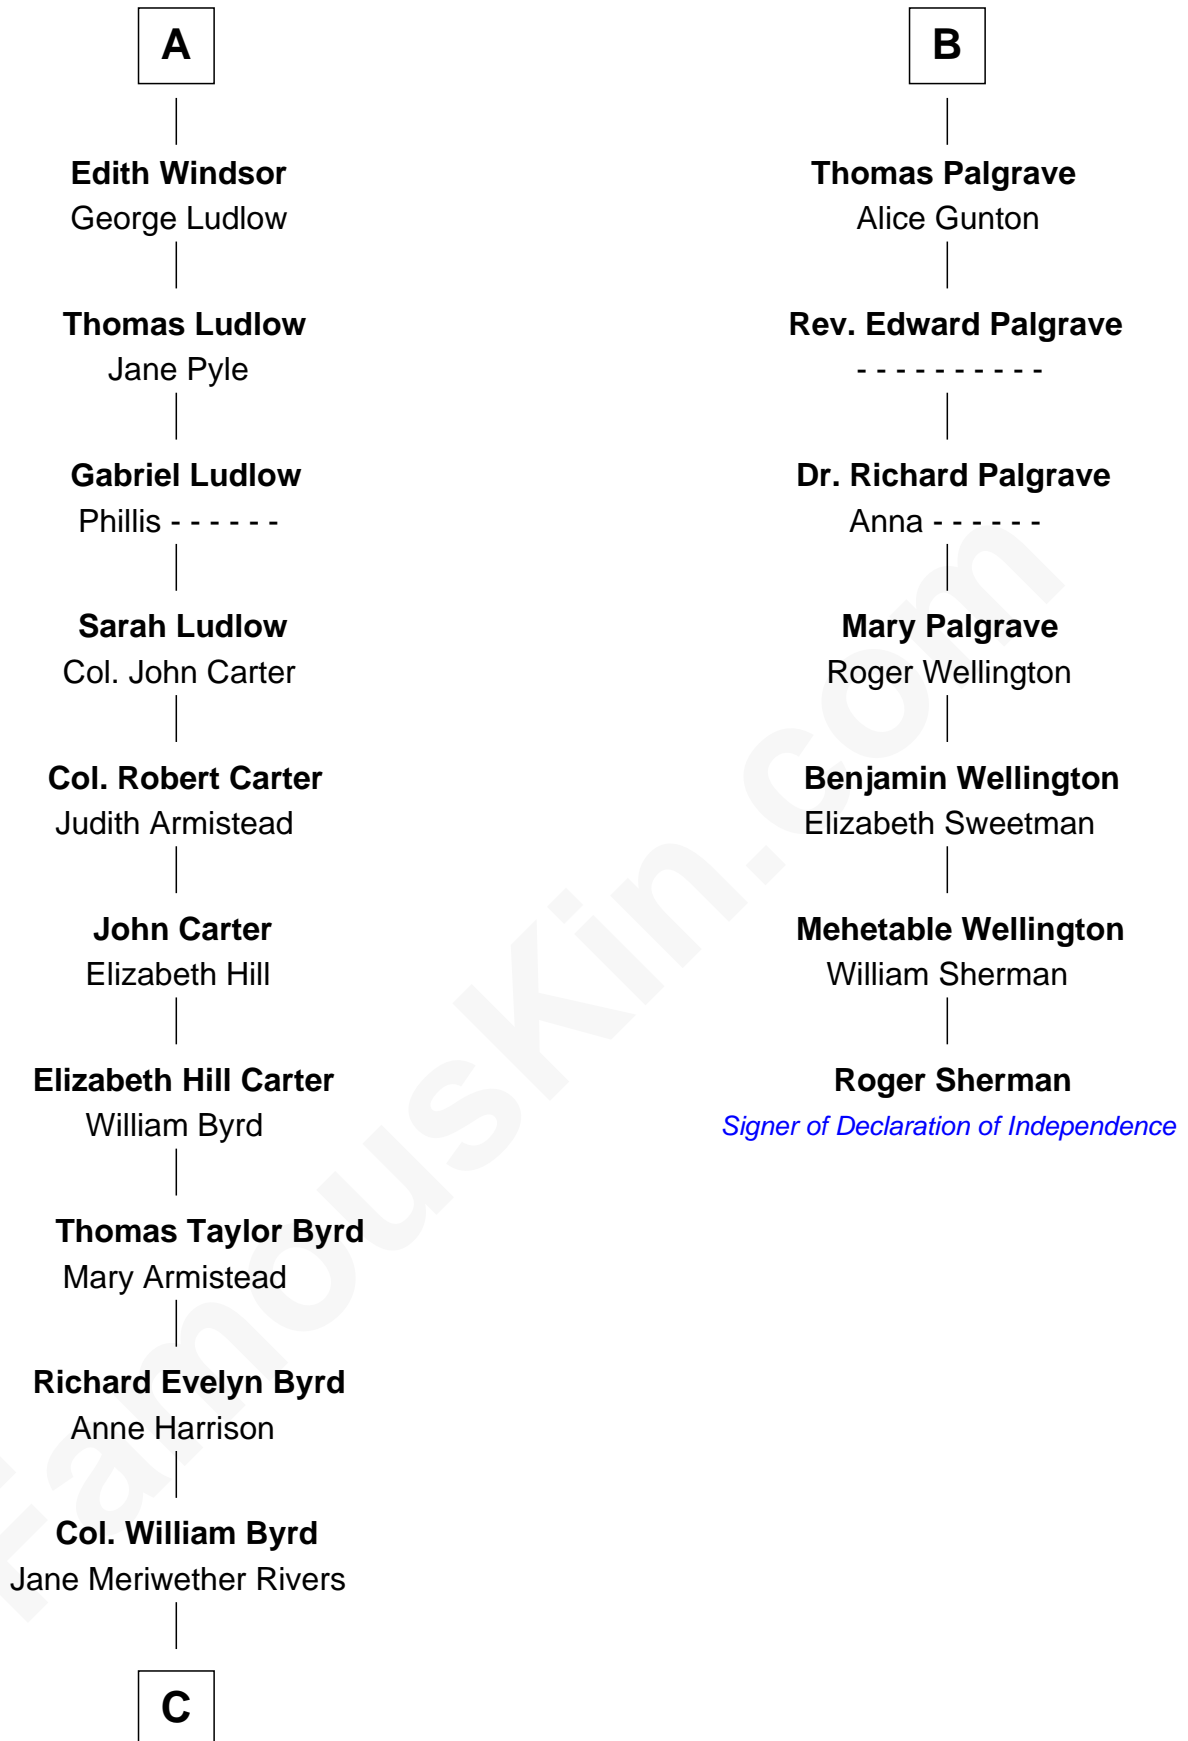 A
Edith Windsor
George Ludlow
Thomas Ludlow
Jane Pyle
Gabriel Ludlow
Phillis - - - - - -
Sarah Ludlow
Col. John Carter
Col. Robert Carter
Judith Armistead
John Carter
Elizabeth Hill
Elizabeth Hill Carter
William Byrd
Thomas Taylor Byrd
Mary Armistead
Richard Evelyn Byrd
Anne Harrison
Col. William Byrd
Jane Meriwether Rivers
C
B
Thomas Palgrave
Alice Gunton
Rev. Edward Palgrave
- - - - - - - - - -
Dr. Richard Palgrave
Anna - - - - - -
Mary Palgrave
Roger Wellington
Benjamin Wellington
Elizabeth Sweetman
Mehetable Wellington
William Sherman
Roger Sherman
Signer of Declaration of Independence
FamousKin.com